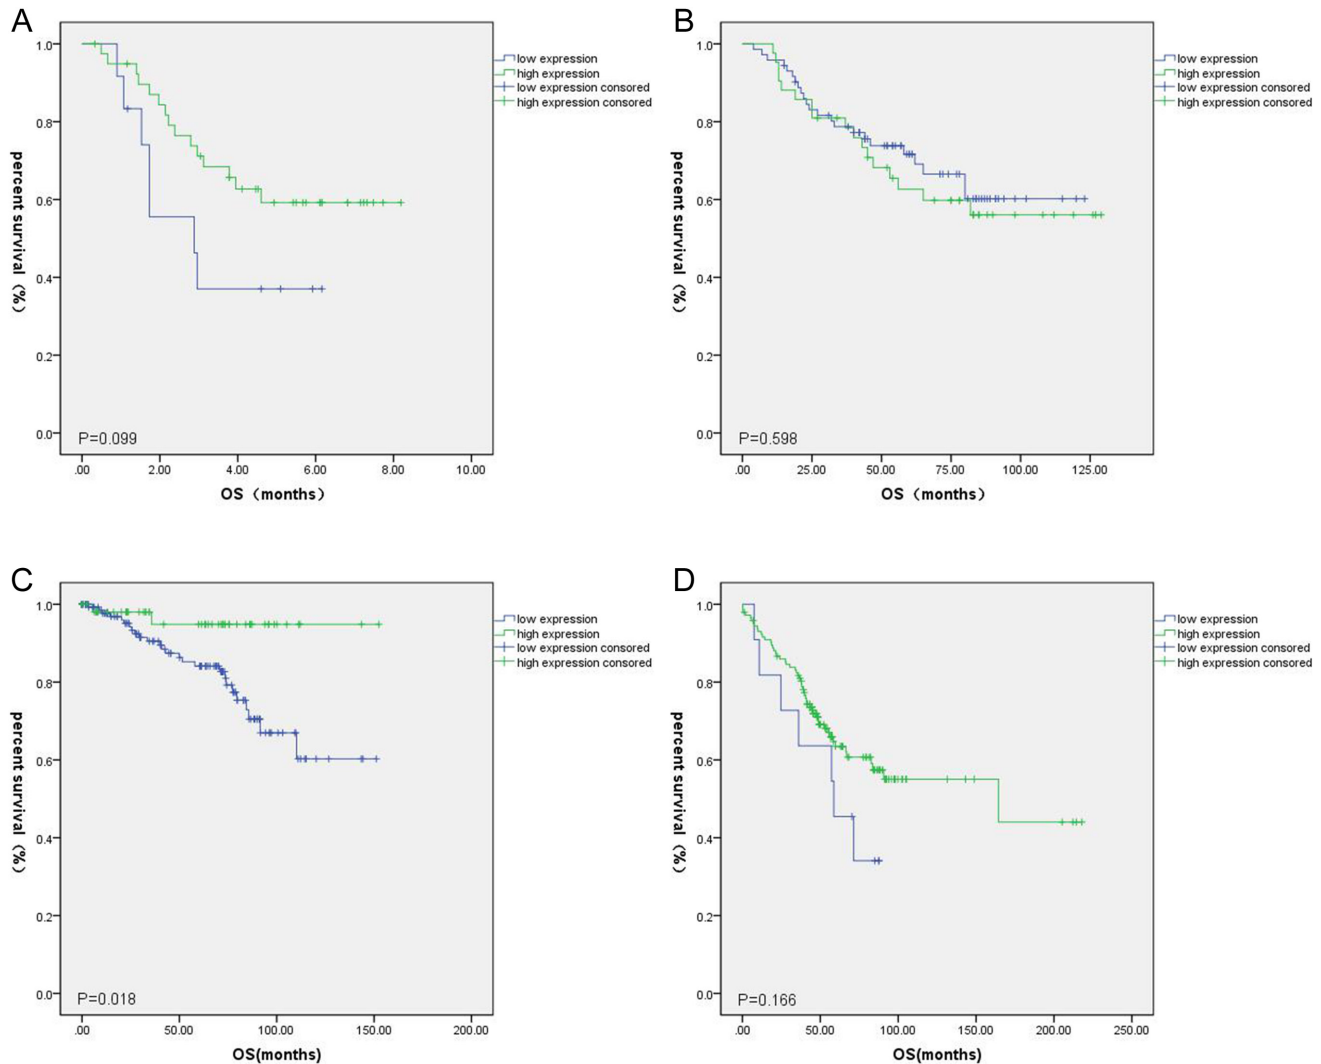 A
1.0
0.8
0.6
0.4
0.2
0.0
percent survival (%)
P=0.099
.00 2.00 4.00 6.00 8.00 10.00
OS（months）
low expression
high expression
low expression consored
high expression consored
B
1.0
0.8
0.6
0.4
0.2
0.0
percent survival (%)
P=0.598
.00 25.00 50.00 75.00 100.00 125.00
OS（months）
low expression
high expression
low expression consored
high expression consored
C
1.0
0.8
0.6
0.4
0.2
0.0
percent survival (%)
P=0.018
.00 50.00 100.00 150.00 200.00
OS(months)
low expression
high expression
low expression consored
high expression consored
D
1.0
0.8
0.6
0.4
0.2
0.0
percent survival (%)
P=0.166
.00 50.00 100.00 150.00 200.00 250.00
OS(months)
low expression
high expression
low expression consored
high expression consored